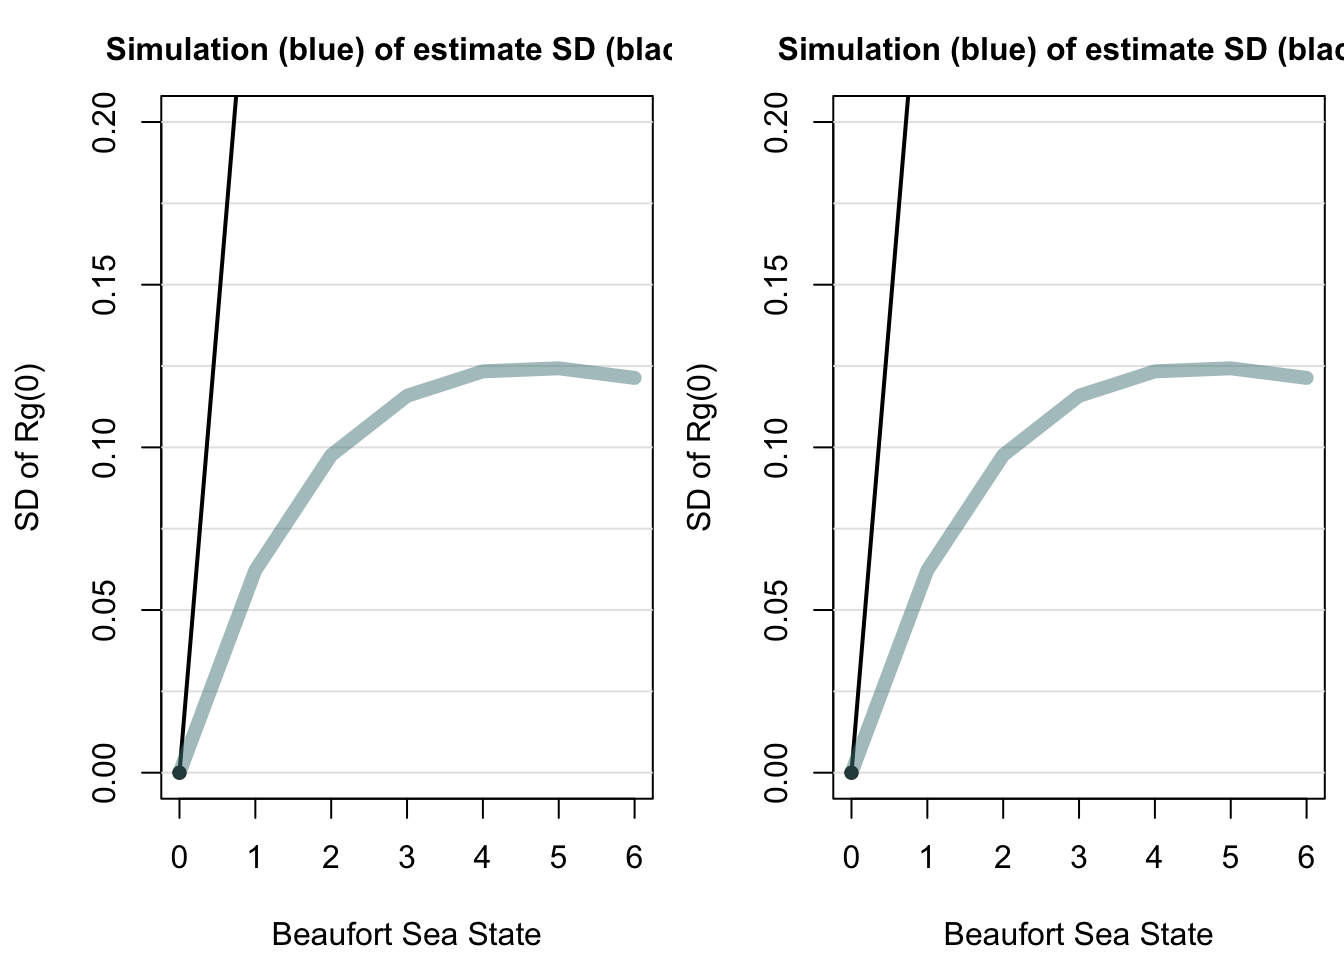 Simulation (blue) of estimate SD (blac
0.20
0.15
0.10
0.05
0.00
SD of Rg(0)
0 1 2 3 4 5 6
Beaufort Sea State
Simulation (blue) of estimate SD (blac
0.20
0.15
0.10
0.05
0.00
SD of Rg(0)
0 1 2 3 4 5 6
Beaufort Sea State